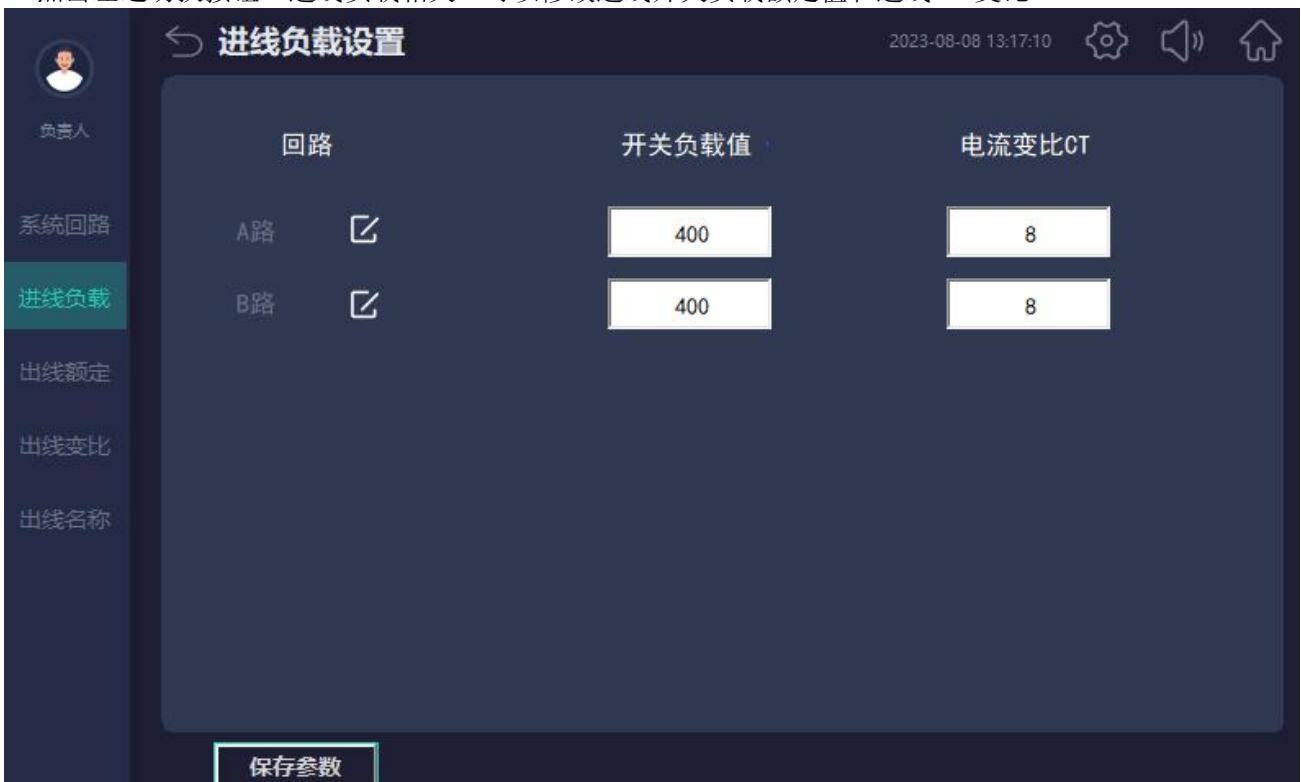 进线负载设置
2023-08-08 13:17:10
负责人
系统回路
进线负载
出线额定
出线变比
出线名称
回路 开关负载值 电流变比CT
A路 400 8
B路 400 8
保存参数